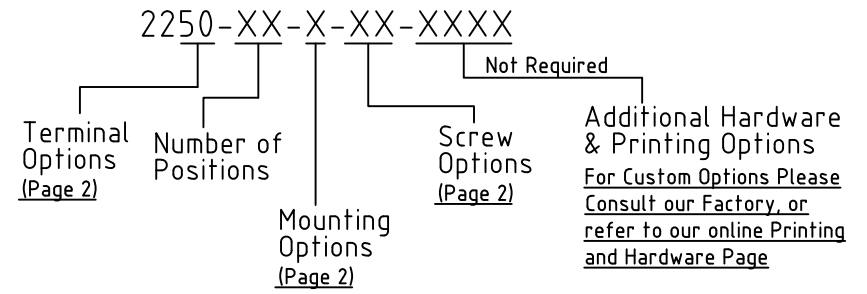 2250-XX-X-XX-XXXX
Not Required
Terminal
Options
(Page 2)
Number of
Positions
Mounting
Options
(Page 2)
Screw
Options
(Page 2)
Additional Hardware
& Printing Options
For Custom Options Please
Consult our Factory, or
refer to our online Printing
and Hardware Page